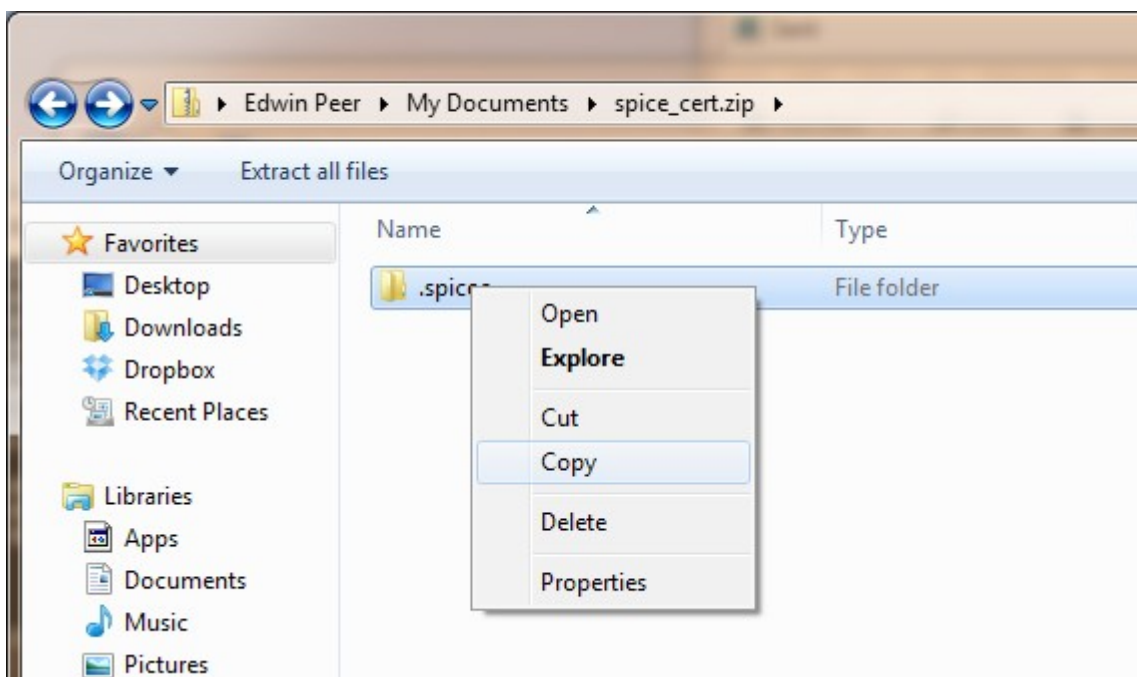 Edwin Peer ▸ My Documents ▸ spice_cert.zip ▸
Organize ▾ Extract all files
Name Type
Favorites
Desktop
Downloads
Dropbox
Recent Places
Libraries
Apps
Documents
Music
Pictures
File folder
Open
Explore
Cut
Copy
Delete
Properties